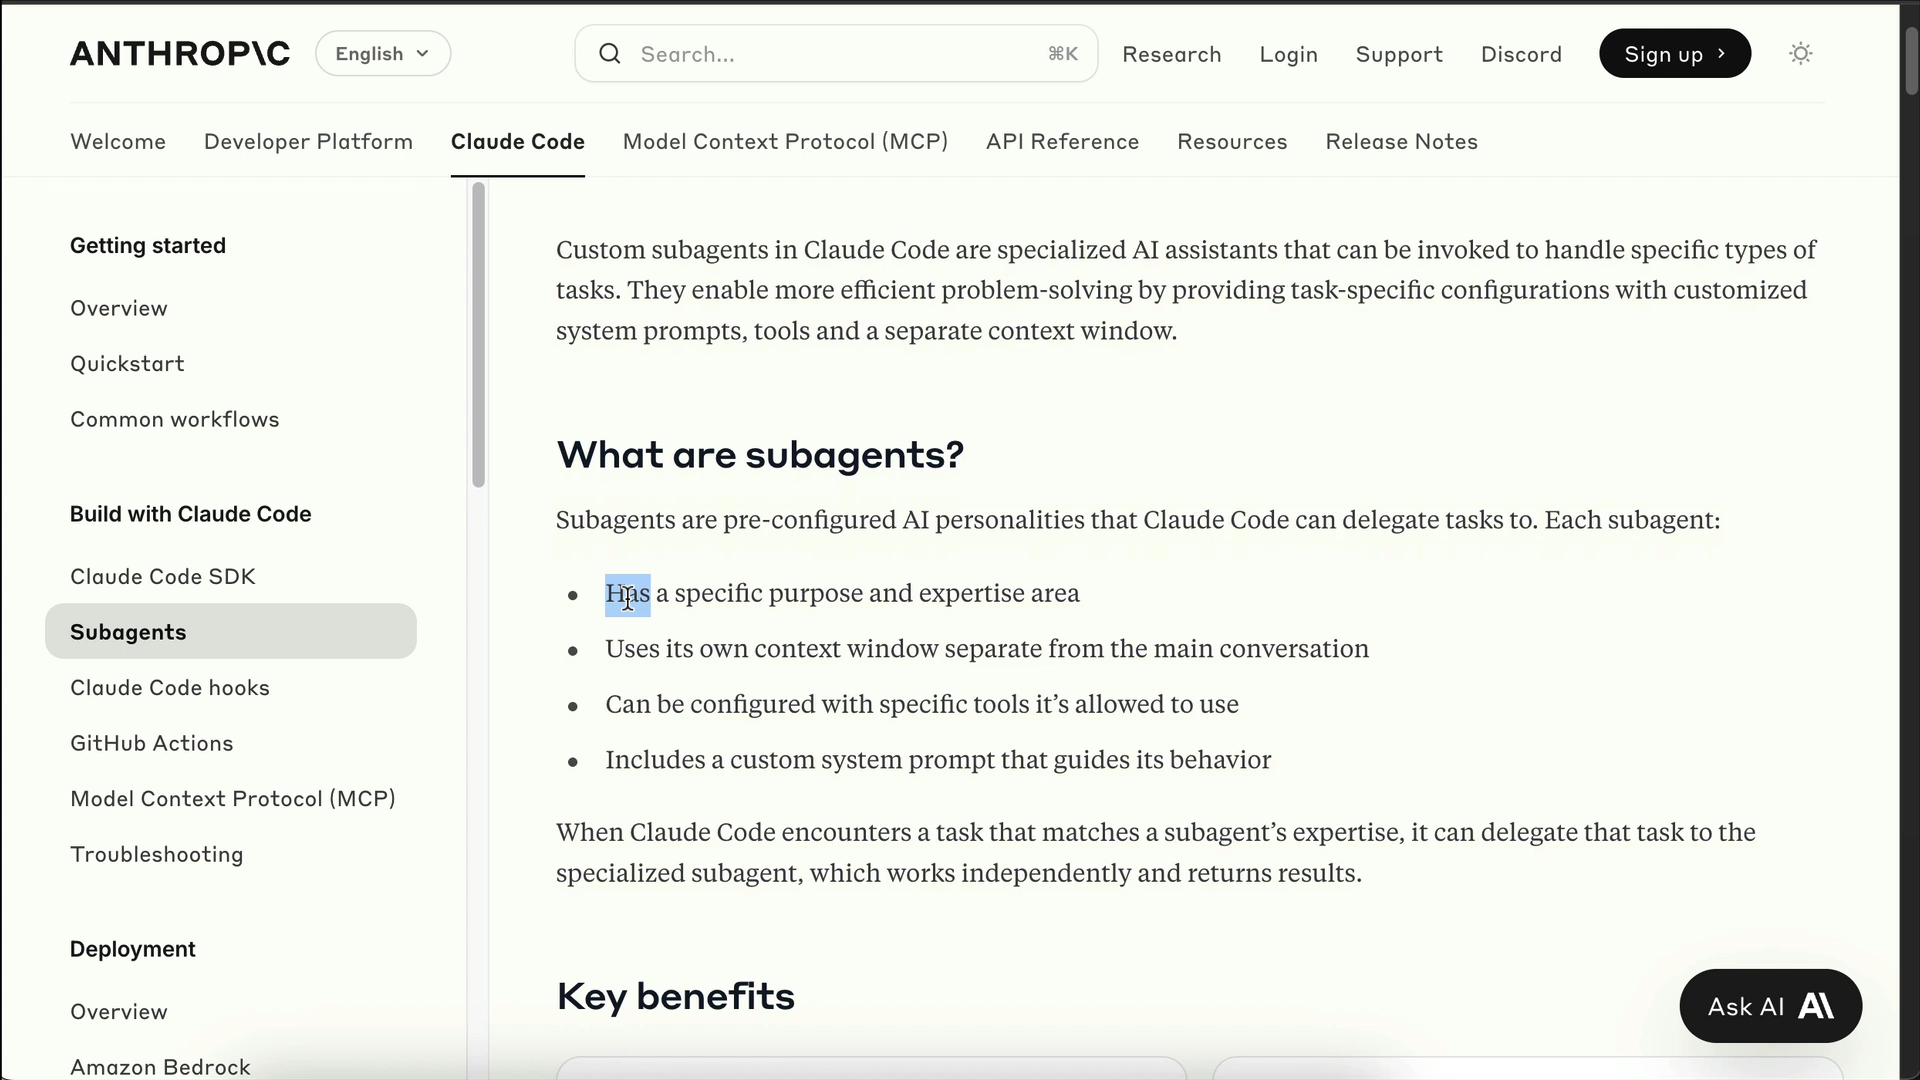 ANTHROP\C
English
Search...
⌘K
Research
Login
Support
Discord
Sign up
Welcome
Developer Platform
Claude Code
Model Context Protocol (MCP)
API Reference
Resources
Release Notes
Getting started
Overview
Quickstart
Common workflows
Build with Claude Code
Claude Code SDK
Subagents
Claude Code hooks
GitHub Actions
Model Context Protocol (MCP)
Troubleshooting
Deployment
Overview
Amazon Bedrock
Custom subagents in Claude Code are specialized AI assistants that can be invoked to handle specific types of
tasks. They enable more efficient problem-solving by providing task-specific configurations with customized
system prompts, tools and a separate context window.
What are subagents?
Subagents are pre-configured AI personalities that Claude Code can delegate tasks to. Each subagent:
• Has a specific purpose and expertise area
• Uses its own context window separate from the main conversation
• Can be configured with specific tools it’s allowed to use
• Includes a custom system prompt that guides its behavior
When Claude Code encounters a task that matches a subagent’s expertise, it can delegate that task to the
specialized subagent, which works independently and returns results.
Key benefits
Ask AI